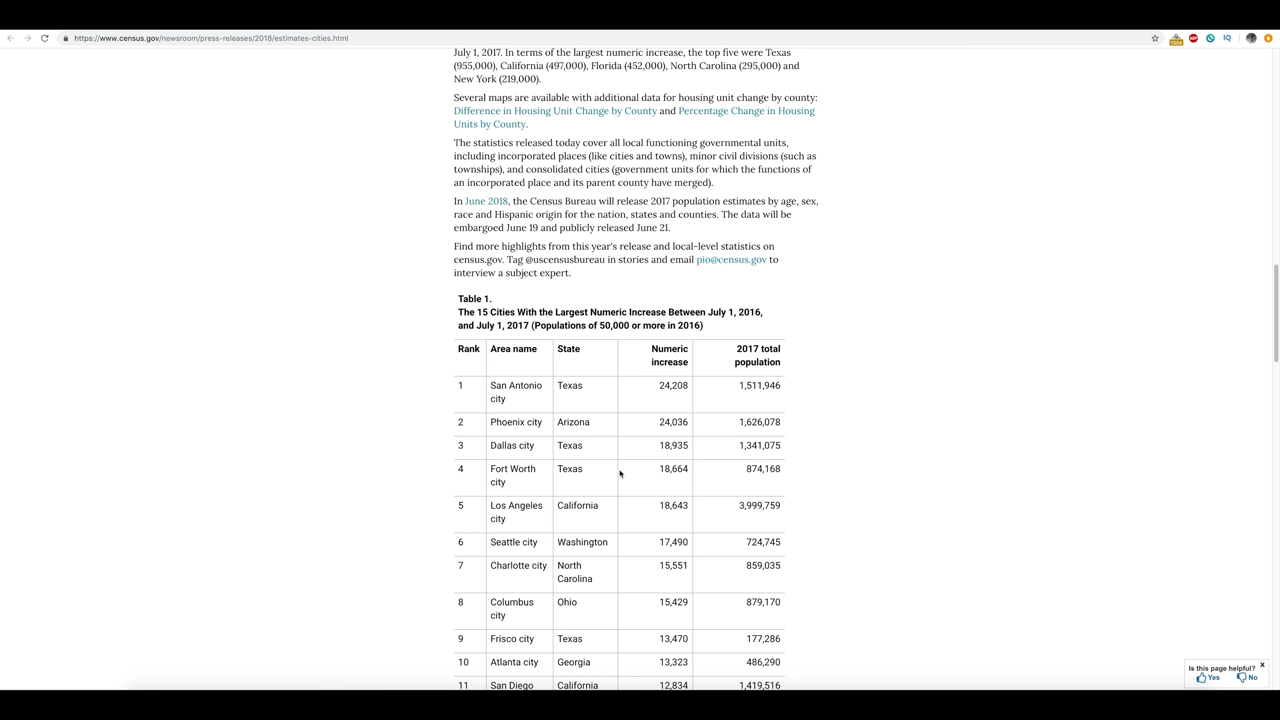 https://www.census.gov/newsroom/press-releases/2018/estimates-cities.html
July 1, 2017. In terms of the largest numeric increase, the top five were Texas
(955,000), California (497,000), Florida (452,000), North Carolina (295,000) and
New York (219,000).
Several maps are available with additional data for housing unit change by county:
Difference in Housing Unit Change by County and Percentage Change in Housing
Units by County.
The statistics released today cover all local functioning governmental units,
including incorporated places (like cities and towns), minor civil divisions (such as
townships), and consolidated cities (government units for which the functions of
an incorporated place and its parent county have merged).
In June 2018, the Census Bureau will release 2017 population estimates by age, sex,
race and Hispanic origin for the nation, states and counties. The data will be
embargoed June 19 and publicly released June 21.
Find more highlights from this year's release and local-level statistics on
census.gov. Tag @uscensusbureau in stories and email pio@census.gov to
interview a subject expert.
Table 1.
The 15 Cities With the Largest Numeric Increase Between July 1, 2016,
and July 1, 2017 (Populations of 50,000 or more in 2016)
Rank Area name State Numeric increase 2017 total population
1 San Antonio city Texas 24,208 1,511,946
2 Phoenix city Arizona 24,036 1,626,078
3 Dallas city Texas 18,935 1,341,075
4 Fort Worth city Texas 18,664 874,168
5 Los Angeles city California 18,643 3,999,759
6 Seattle city Washington 17,490 724,745
7 Charlotte city North Carolina 15,551 859,035
8 Columbus city Ohio 15,429 879,170
9 Frisco city Texas 13,470 177,286
10 Atlanta city Georgia 13,323 486,290
11 San Diego California 12,834 1,419,516
Is this page helpful? x
Yes No